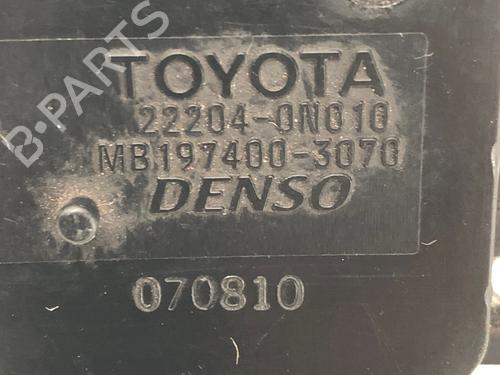 B-PARTS
TOYOTA
22204-0N010
MB197400-3070
DENSO
070810